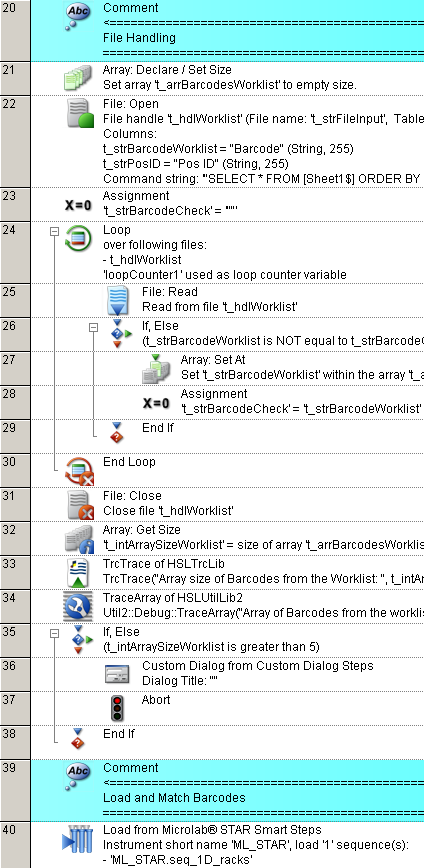 20
Abc
Comment
<================================================
File Handling
================================================
21
Array: Declare / Set Size
Set array 't_arrBarcodesWorklist' to empty size.
22
File: Open
File handle 't_hdlWorklist' (File name: 't_strFileInput', Table
Columns:
t_strBarcodeWorklist = "Barcode" (String, 255)
t_strPosID = "Pos ID" (String, 255)
Command string: "'SELECT * FROM [Sheet1$] ORDER BY
23
X=0
Assignment
't_strBarcodeCheck' = '""'
24
Loop
over following files:
- t_hdlWorklist
'loopCounter1' used as loop counter variable
25
File: Read
Read from file 't_hdlWorklist'
26
If, Else
(t_strBarcodeWorklist is NOT equal to t_strBarcodeC
27
Array: Set At
Set 't_strBarcodeWorklist' within the array 't_a
28
X=0
Assignment
't_strBarcodeCheck' = 't_strBarcodeWorklist'
29
End If
30
End Loop
31
File: Close
Close file 't_hdlWorklist'
32
Array: Get Size
't_intArraySizeWorklist' = size of array 't_arrBarcodesWorklis
33
TrcTrace of HSLTrcLib
TrcTrace("Array size of Barcodes from the Worklist: ", t_intAr
34
TraceArray of HSLUtilLib2
Util2::Debug::TraceArray("Array of Barcodes from the worklis
35
If, Else
(t_intArraySizeWorklist is greater than 5)
36
Custom Dialog from Custom Dialog Steps
Dialog Title: ""
37
Abort
38
End If
39
Abc
Comment
<================================================
Load and Match Barcodes
================================================
40
Load from Microlab® STAR Smart Steps
Instrument short name 'ML_STAR', load '1' sequence(s):
- 'ML_STAR.seq_1D_racks'